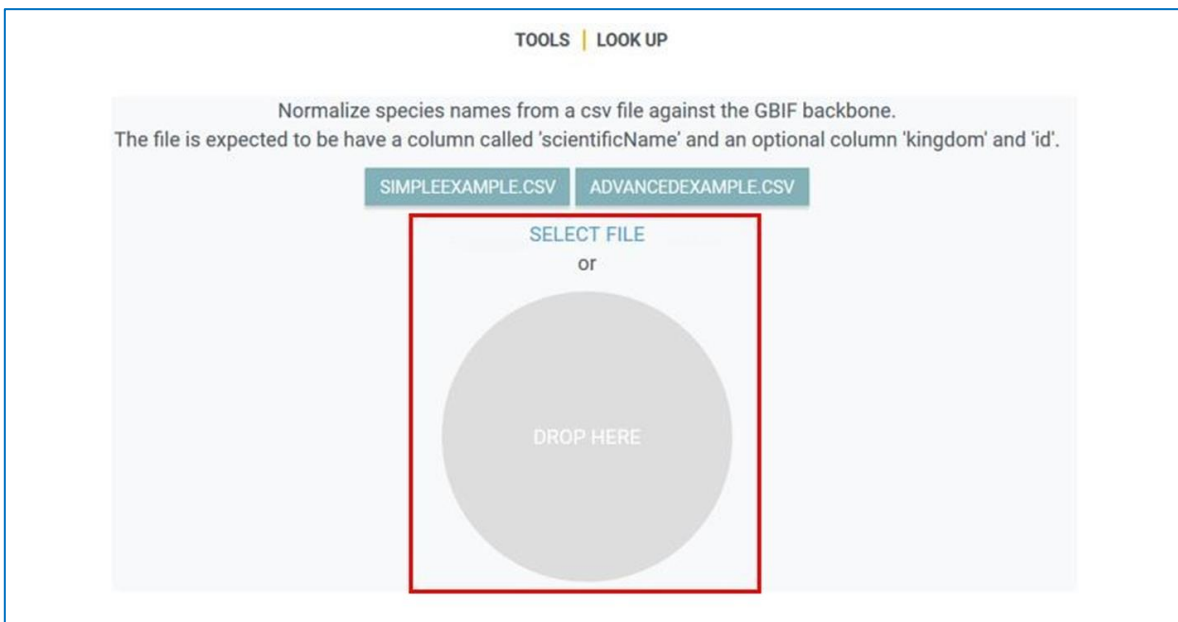 TOOLS | LOOK UP
Normalize species names from a csv file against the GBIF backbone.
The file is expected to be have a column called 'scientificName' and an optional column 'kingdom' and 'id'.
SIMPLEEXAMPLE.CSV ADVANCEDEXAMPLE.CSV
SELECT FILE
or
DROP HERE